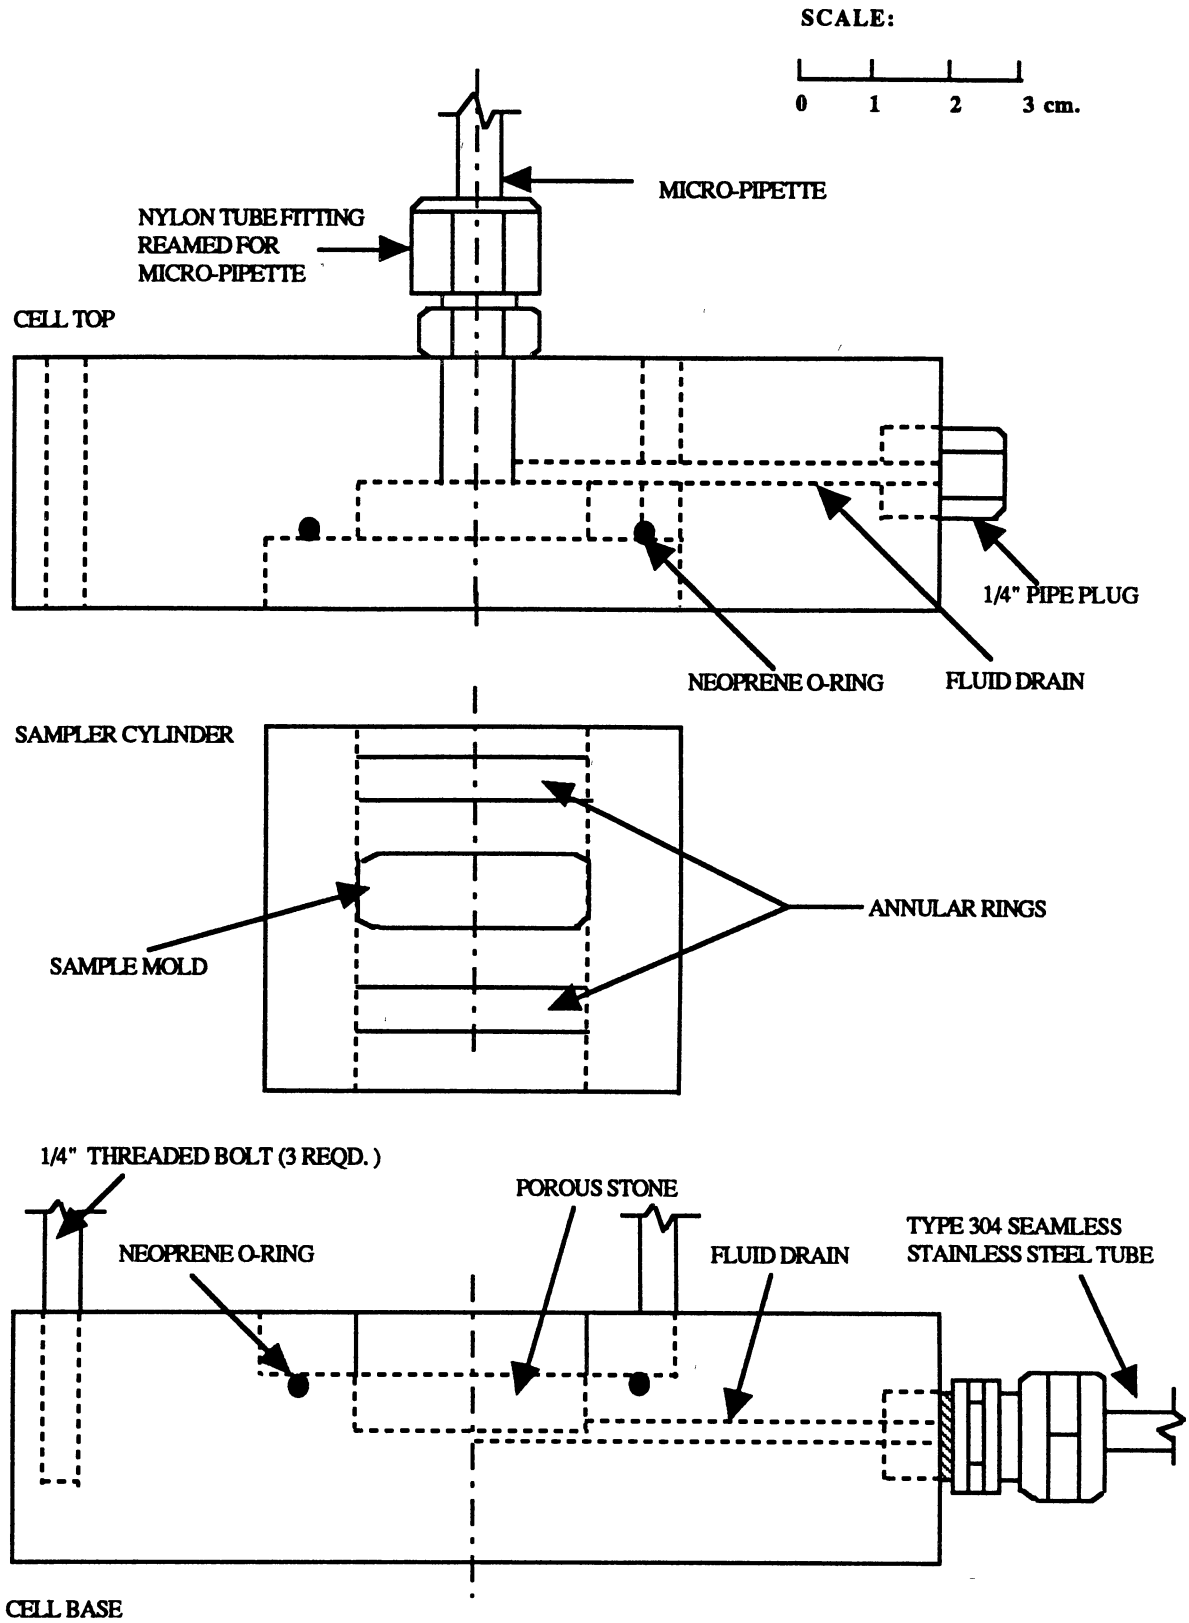 SCALE:
0 1 2 3 cm.
MICRO-PIPETTE
NYLON TUBE FITTING
REAMED FOR
MICRO-PIPETTE
CELL TOP
1/4" PIPE PLUG
NEOPRENE O-RING
FLUID DRAIN
SAMPLER CYLINDER
ANNULAR RINGS
SAMPLE MOLD
1/4" THREADED BOLT (3 REQD. )
POROUS STONE
NEOPRENE O-RING
FLUID DRAIN
TYPE 304 SEAMLESS
STAINLESS STEEL TUBE
CELL BASE